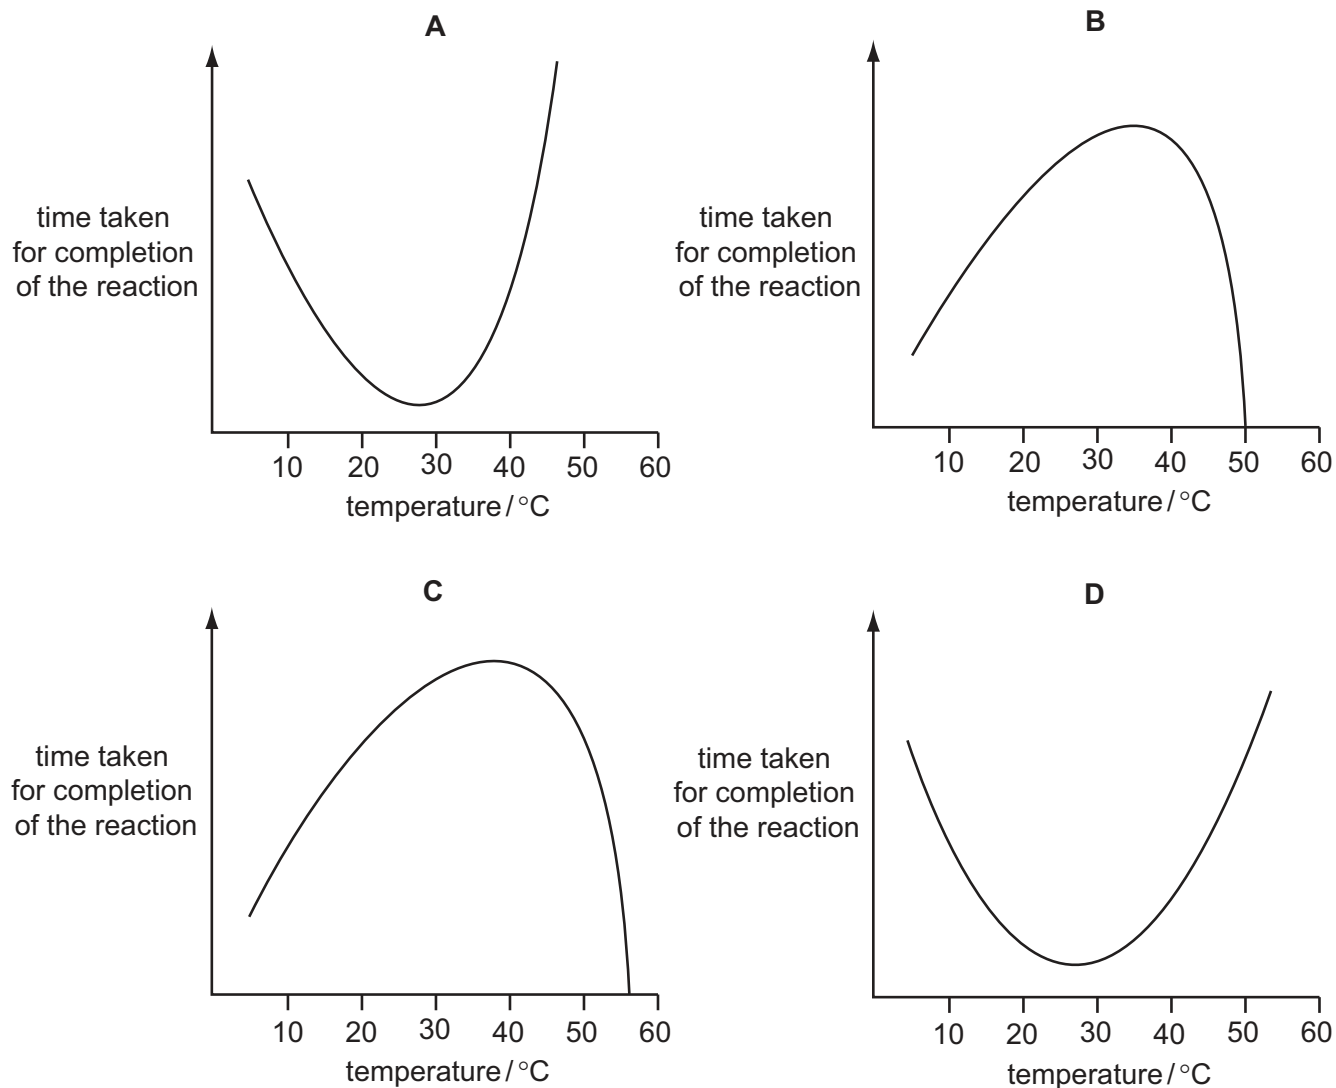 A
time taken
for completion
of the reaction
10 20 30 40 50 60
temperature / °C
B
time taken
for completion
of the reaction
10 20 30 40 50 60
temperature / °C
C
time taken
for completion
of the reaction
10 20 30 40 50 60
temperature / °C
D
time taken
for completion
of the reaction
10 20 30 40 50 60
temperature / °C